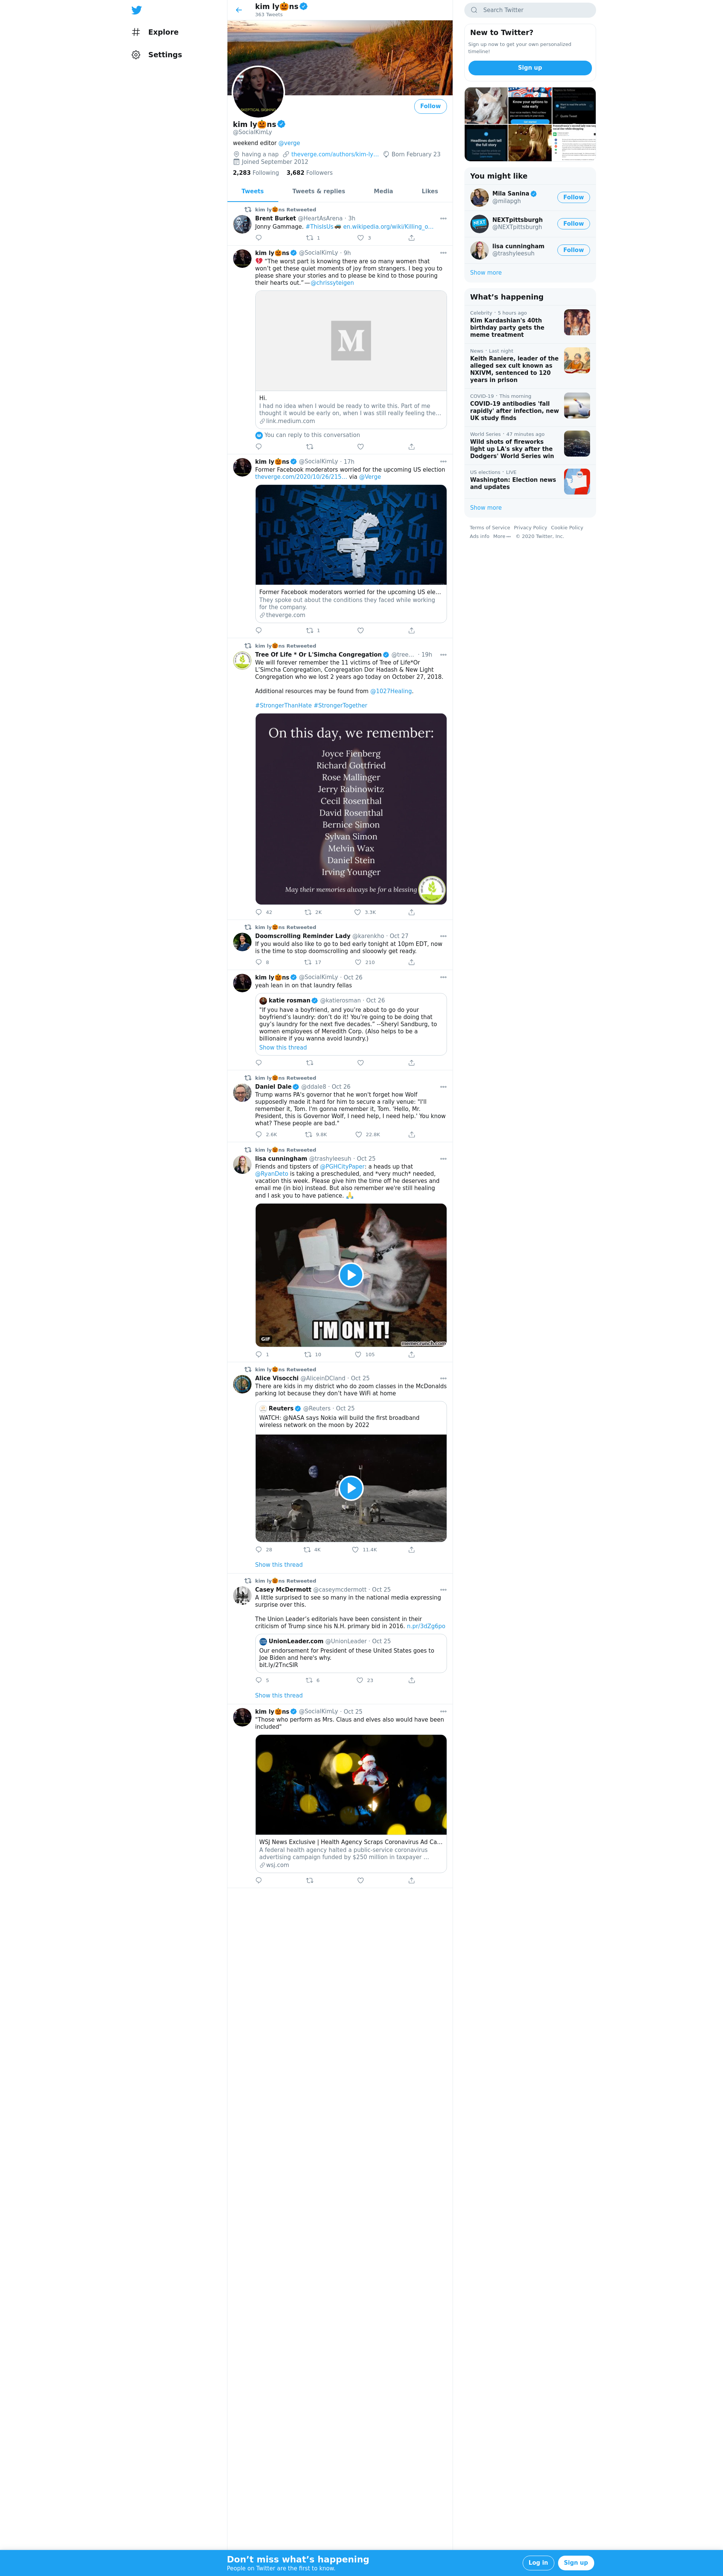 Explore
Settings
kim ly🎃ns
363 Tweets
Follow
kim ly🎃ns
@SocialKimLy
weekend editor @verge
having a nap theverge.com/authors/kim-ly... Born February 23
Joined September 2012
2,283 Following 3,682 Followers
Tweets Tweets & replies Media Likes
kim ly🎃ns Retweeted
Brent Burket @HeartAsArena · 3h
Jonny Gammage. #ThisIsUs en.wikipedia.org/wiki/Killing_o...
1 3
kim ly🎃ns @SocialKimLy · 9h
💔 "The worst part is knowing there are so many women that
won't get these quiet moments of joy from strangers. I beg you to
please share your stories and to please be kind to those pouring
their hearts out."—@chrissyteigen
M
Hi.
I had no idea when I would be ready to write this. Part of me
thought it would be early on, when I was still really feeling the...
link.medium.com
You can reply to this conversation
kim ly🎃ns @SocialKimLy · 17h
Former Facebook moderators worried for the upcoming US election
theverge.com/2020/10/26/215... via @Verge
Former Facebook moderators worried for the upcoming US ele...
They spoke out about the conditions they faced while working
for the company.
theverge.com
1
kim ly🎃ns Retweeted
Tree Of Life * Or L'Simcha Congregation @tree... · 19h
We will forever remember the 11 victims of Tree of Life*Or
L'Simcha Congregation, Congregation Dor Hadash & New Light
Congregation who we lost 2 years ago today on October 27, 2018.
Additional resources may be found from @1027Healing.
#StrongerThanHate #StrongerTogether
On this day, we remember:
Joyce Fienberg
Richard Gottfried
Rose Mallinger
Jerry Rabinowitz
Cecil Rosenthal
David Rosenthal
Bernice Simon
Sylvan Simon
Melvin Wax
Daniel Stein
Irving Younger
May their memories always be for a blessing
42 2K 3.3K
kim ly🎃ns Retweeted
Doomscrolling Reminder Lady @karenkho · Oct 27
If you would also like to go to bed early tonight at 10pm EDT, now
is the time to stop doomscrolling and slooowly get ready.
8 17 210
kim ly🎃ns @SocialKimLy · Oct 26
yeah lean in on that laundry fellas
katie rosman @katierosman · Oct 26
"If you have a boyfriend, and you're about to go do your
boyfriend's laundry: don't do it! You're going to be doing that
guy's laundry for the next five decades." --Sheryl Sandburg, to
women employees of Meredith Corp. (Also helps to be a
billionaire if you wanna avoid laundry.)
Show this thread
kim ly🎃ns Retweeted
Daniel Dale @ddale8 · Oct 26
Trump warns PA's governor that he won't forget how Wolf
supposedly made it hard for him to secure a rally venue: "I'll
remember it, Tom. I'm gonna remember it, Tom. 'Hello, Mr.
President, this is Governor Wolf, I need help, I need help.' You know
what? These people are bad."
2.6K 9.8K 22.8K
kim ly🎃ns Retweeted
lisa cunningham @trashyleesuh · Oct 25
Friends and tipsters of @PGHCityPaper: a heads up that
@RyanDeto is taking a prescheduled, and *very much* needed,
vacation this week. Please give him the time off he deserves and
email me (in bio) instead. But also remember we're still healing
and I ask you to have patience. 🙏
I'M ON IT!
GIF
1 10 105
kim ly🎃ns Retweeted
Alice Visocchi @AliceinDCland · Oct 25
There are kids in my district who do zoom classes in the McDonalds
parking lot because they don't have WiFi at home
Reuters @Reuters · Oct 25
WATCH: @NASA says Nokia will build the first broadband
wireless network on the moon by 2022
28 4K 11.4K
Show this thread
kim ly🎃ns Retweeted
Casey McDermott @caseymcdermott · Oct 25
A little surprised to see so many in the national media expressing
surprise over this.
The Union Leader's editorials have been consistent in their
criticism of Trump since his N.H. primary bid in 2016. n.pr/3dZg6po
UnionLeader.com @UnionLeader · Oct 25
Our endorsement for President of these United States goes to
Joe Biden and here's why.
bit.ly/2TncSlR
5 6 23
Show this thread
kim ly🎃ns @SocialKimLy · Oct 25
"Those who perform as Mrs. Claus and elves also would have been
included"
WSJ News Exclusive | Health Agency Scraps Coronavirus Ad Ca...
A federal health agency halted a public-service coronavirus
advertising campaign funded by $250 million in taxpayer ...
wsj.com
Search Twitter
New to Twitter?
Sign up now to get your own personalized
timeline!
Sign up
Know your options to
vote early
Headlines don't tell
the full story
You might like
Mila Sanina
@milapgh
Follow
NEXTpittsburgh
@NEXTpittsburgh
Follow
lisa cunningham
@trashyleesuh
Follow
Show more
What's happening
Celebrity · 5 hours ago
Kim Kardashian's 40th
birthday party gets the
meme treatment
News · Last night
Keith Raniere, leader of the
alleged sex cult known as
NXIVM, sentenced to 120
years in prison
COVID-19 · This morning
COVID-19 antibodies 'fall
rapidly' after infection, new
UK study finds
World Series · 47 minutes ago
Wild shots of fireworks
light up LA's sky after the
Dodgers' World Series win
US elections · LIVE
Washington: Election news
and updates
Show more
Terms of Service Privacy Policy Cookie Policy
Ads info More © 2020 Twitter, Inc.
Don't miss what's happening
People on Twitter are the first to know.
Log in Sign up